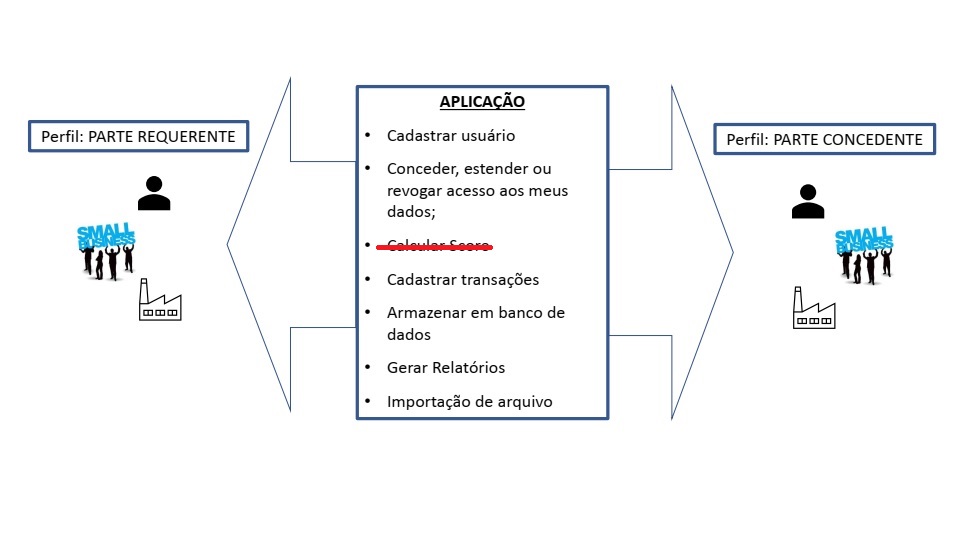 APLICAÇÃO
Perfil: PARTE REQUERENTE
Perfil: PARTE CONCEDENTE
• Cadastrar usuário
• Conceder, estender ou
revogar acesso aos meus
dados;
• Calcular Score
• Cadastrar transações
• Armazenar em banco de
dados
• Gerar Relatórios
• Importação de arquivo
SMALL
BUSINESS
SMALL
BUSINESS